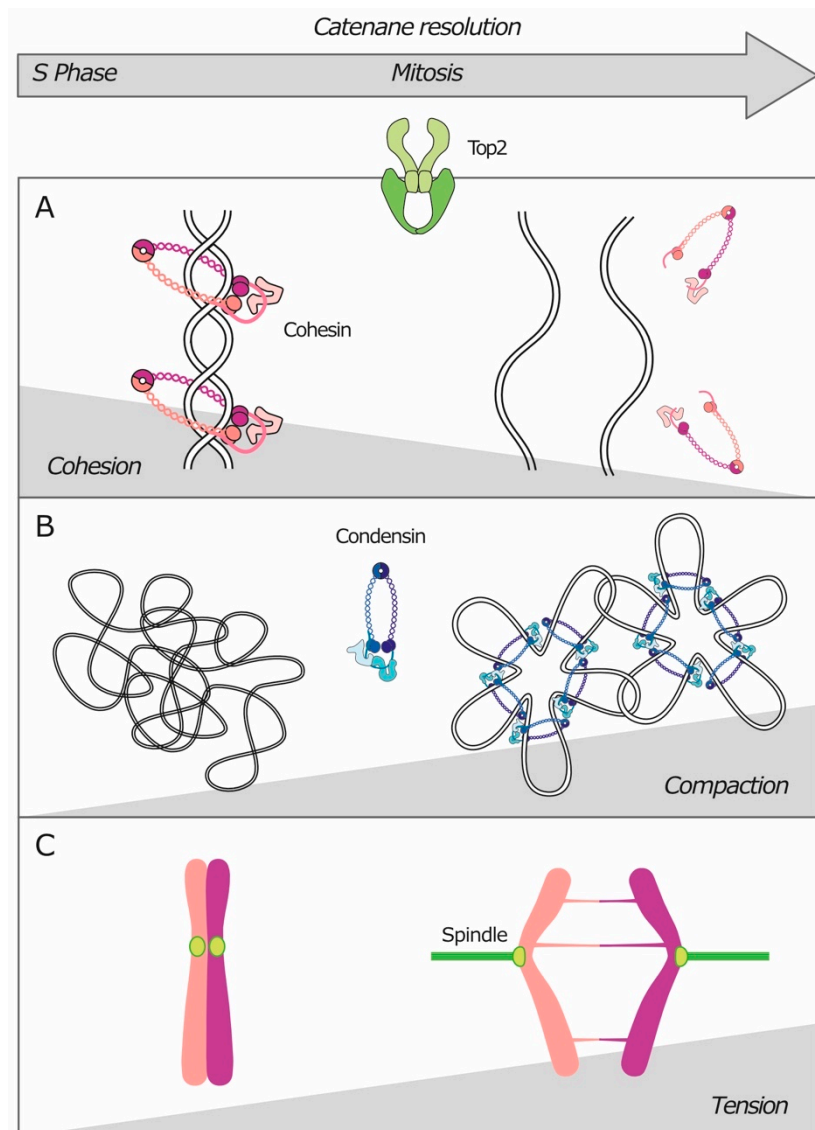 Catenane resolution
S Phase
Mitosis
Top2
A
Cohesin
Cohesion
B
Condensin
Compaction
C
Spindle
Tension